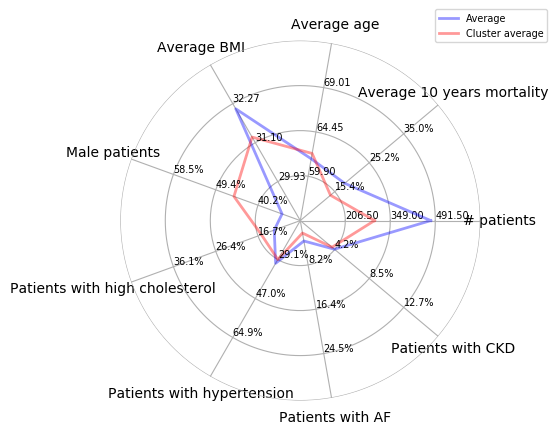 Average
Cluster average
Average age
Average BMI
69.01
Average 10 years mortality
32.27
35.0%
64.45
31.10
Male patients
25.2%
58.5%
59.90
29.93
49.4%
15.4%
40.2%
206.50
349.00
491.50
# patients
16.7%
26.4%
4.2%
29.1%
8.2%
36.1%
8.5%
Patients with high cholesterol
47.0%
16.4%
12.7%
64.9%
24.5%
Patients with CKD
Patients with hypertension
Patients with AF